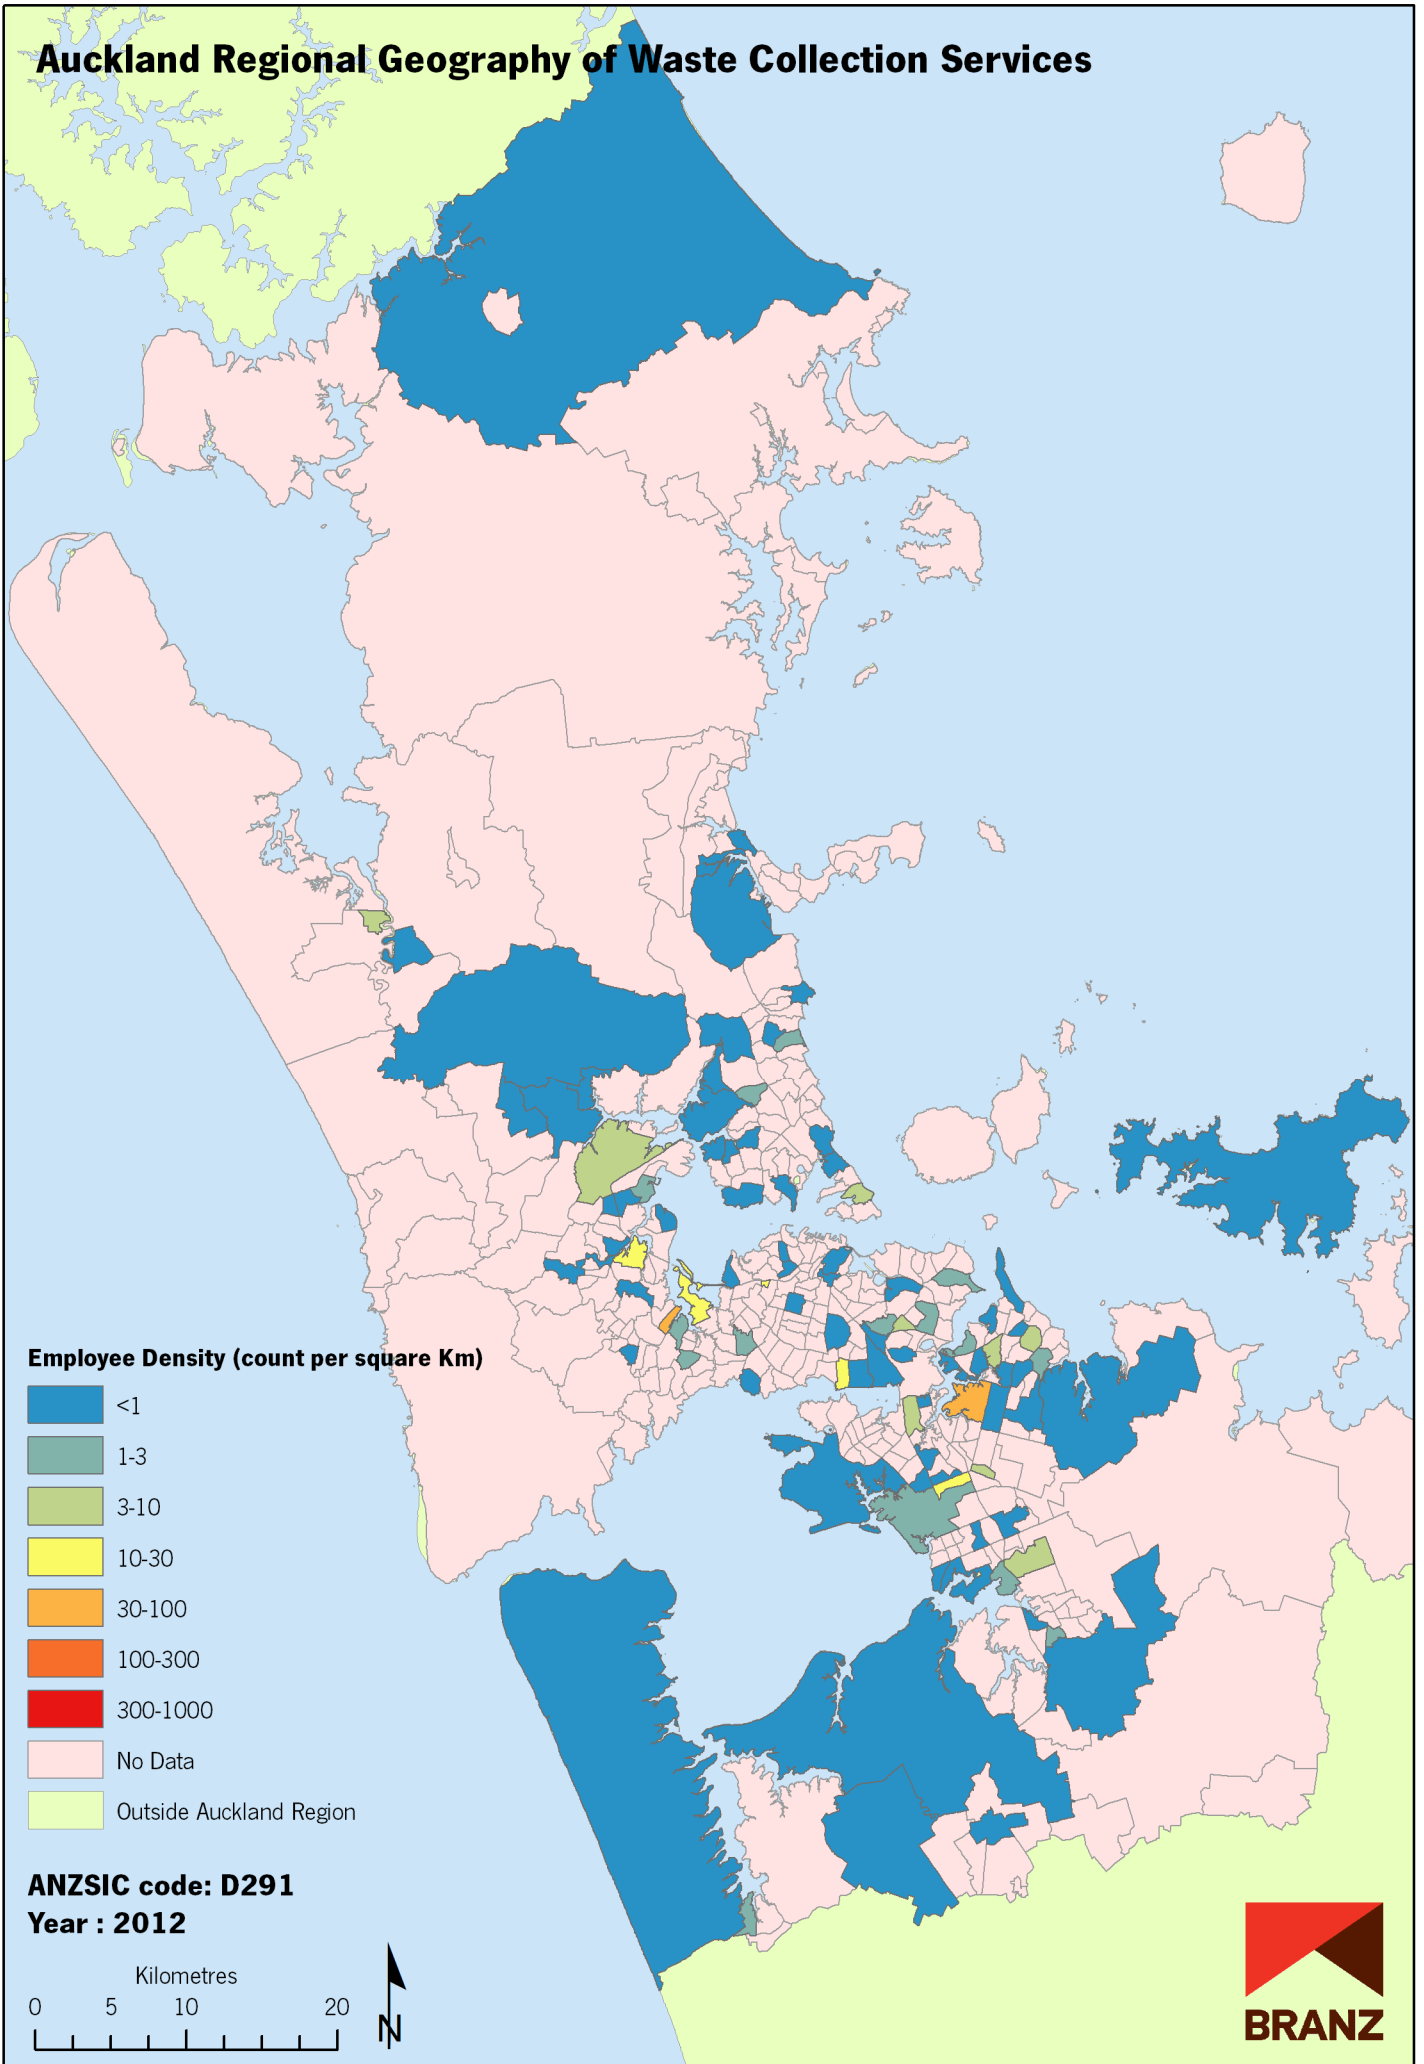 Auckland Regional Geography of Waste Collection Services
Employee Density (count per square Km)
<1
1-3
3-10
10-30
30-100
100-300
300-1000
No Data
Outside Auckland Region
ANZSIC code: D291
Year : 2012
Kilometres
0 5 10 20
N
BRANZ